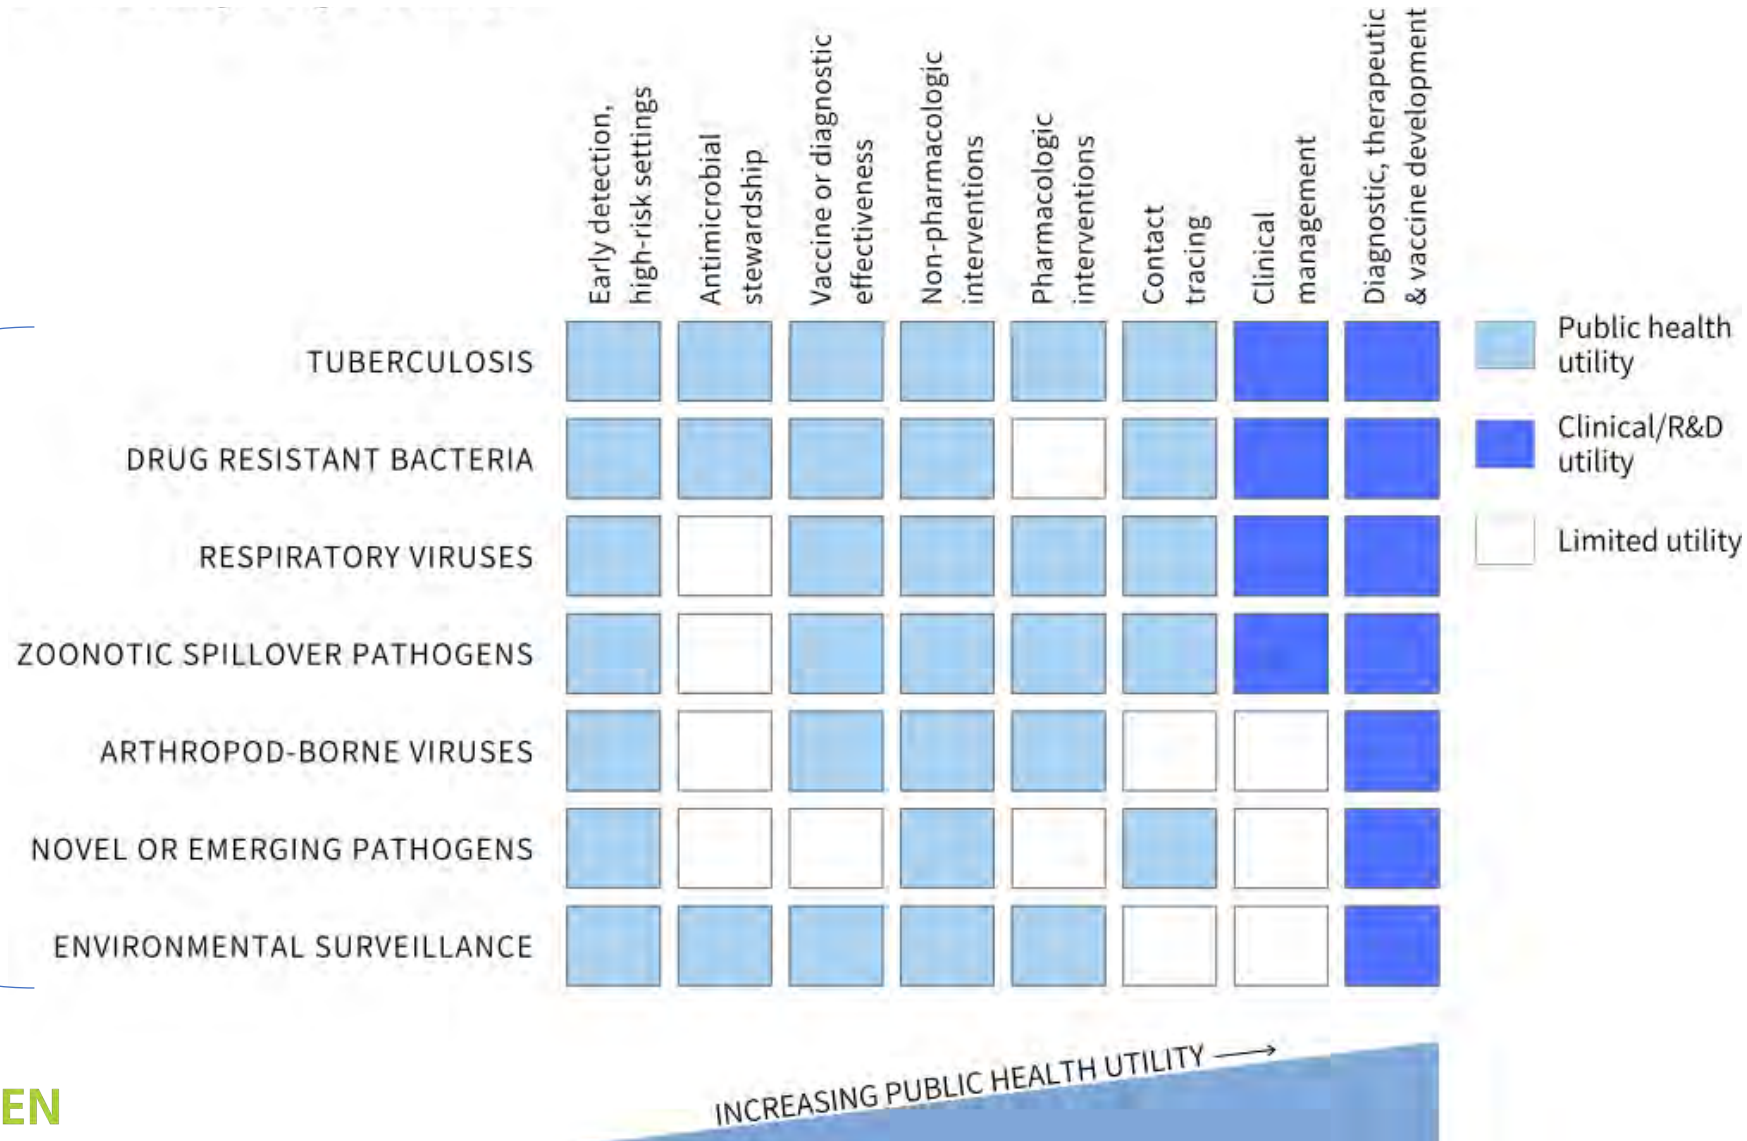 Early detection,
high-risk settings
Antimicrobial
stewardship
Vaccine or diagnostic
effectiveness
Non-pharmacologic
interventions
Pharmacologic
interventions
Contact
tracing
Clinical
management
Diagnostic, therapeutic
& vaccine development
TUBERCULOSIS
DRUG RESISTANT BACTERIA
RESPIRATORY VIRUSES
ZOONOTIC SPILLOVER PATHOGENS
ARTHROPOD-BORNE VIRUSES
NOVEL OR EMERGING PATHOGENS
ENVIRONMENTAL SURVEILLANCE
Public health
utility
Clinical/R&D
utility
Limited utility
INCREASING PUBLIC HEALTH UTILITY →
EN